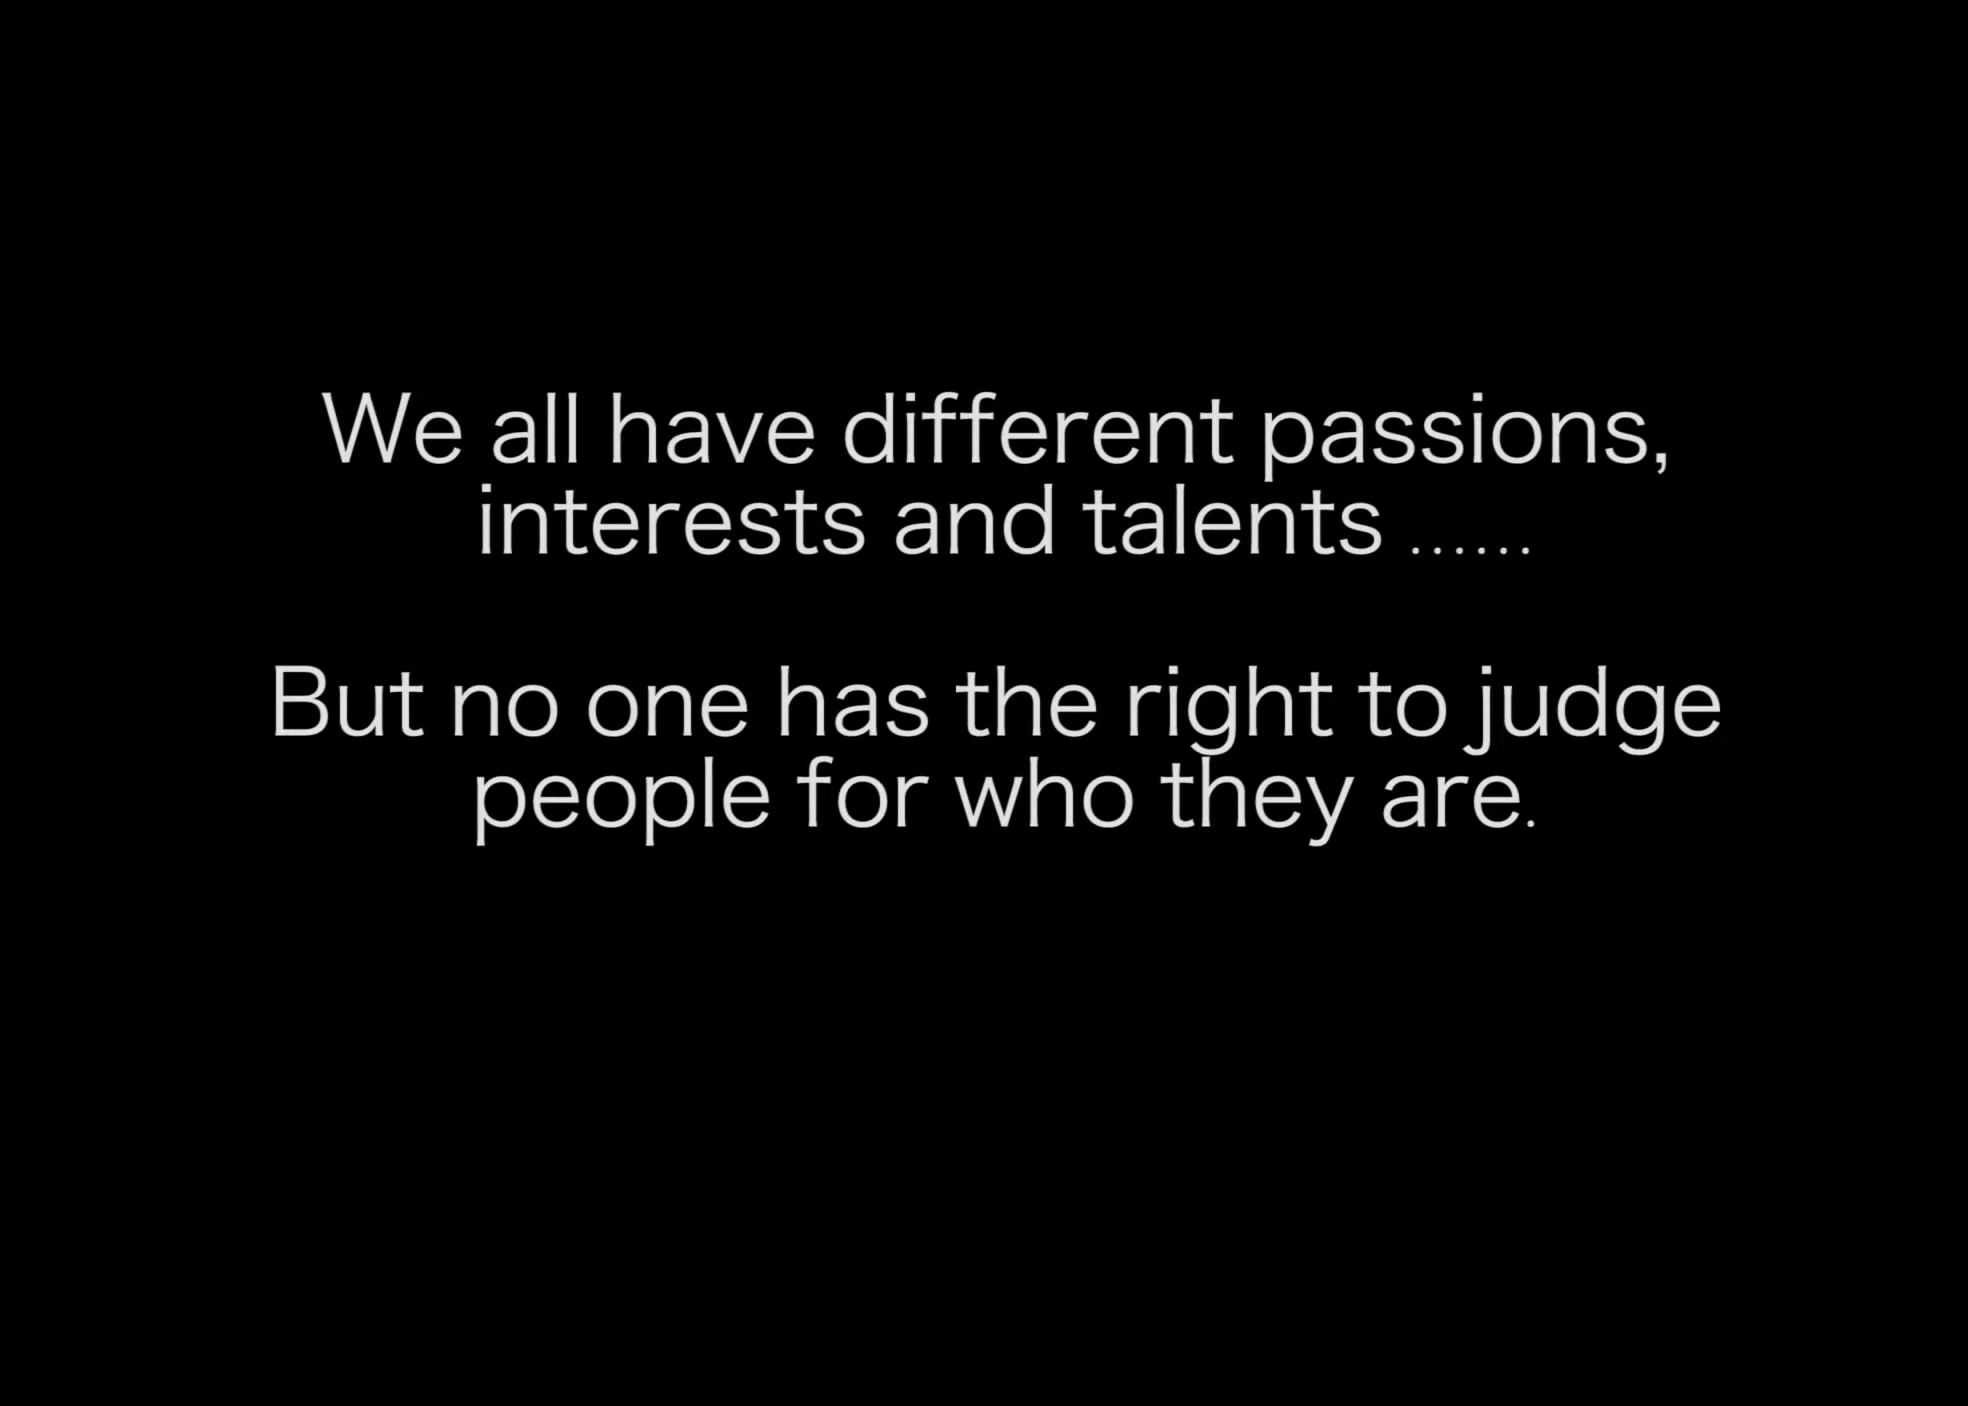 We all have different passions,
interests and talents ......
But no one has the right to judge
people for who they are.